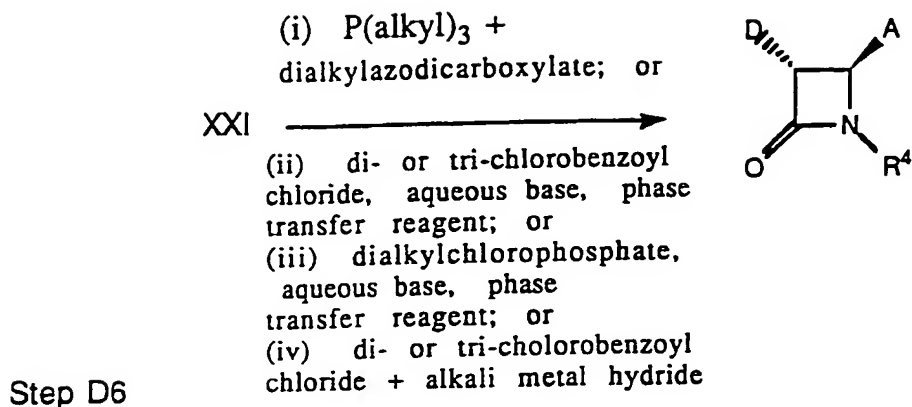 (i) P(alkyl)3 +
dialkylazodicarboxylate; or
XXI
(ii) di- or tri-chlorobenzoyl
chloride, aqueous base, phase
transfer reagent; or
(iii) dialkylchlorophosphate,
aqueous base, phase
transfer reagent; or
(iv) di- or tri-cholorobenzoyl
chloride + alkali metal hydride
D A
N
O R4
Step D6